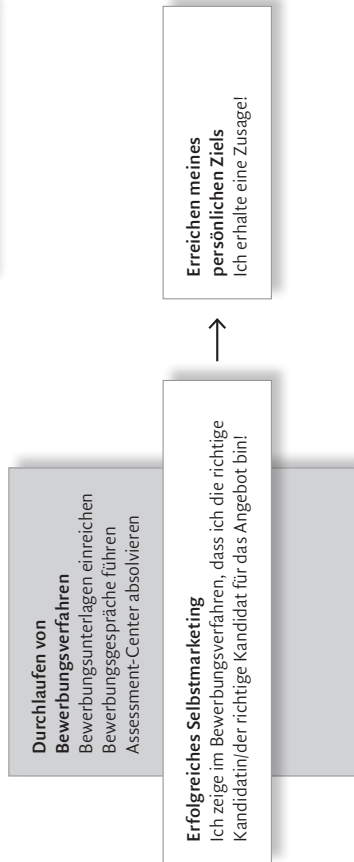 Durchlaufen von
Bewerbungsverfahren
Bewerbungsunterlagen einreichen
Bewerbungsgespräche führen
Assessment-Center absolvieren
Erfolgreiches Selbstmarketing
Ich zeige im Bewerbungsverfahren, dass ich die richtige
Kandidatin/der richtige Kandidat für das Angebot bin!
Erreichen meines
persönlichen Ziels
Ich erhalte eine Zusage!